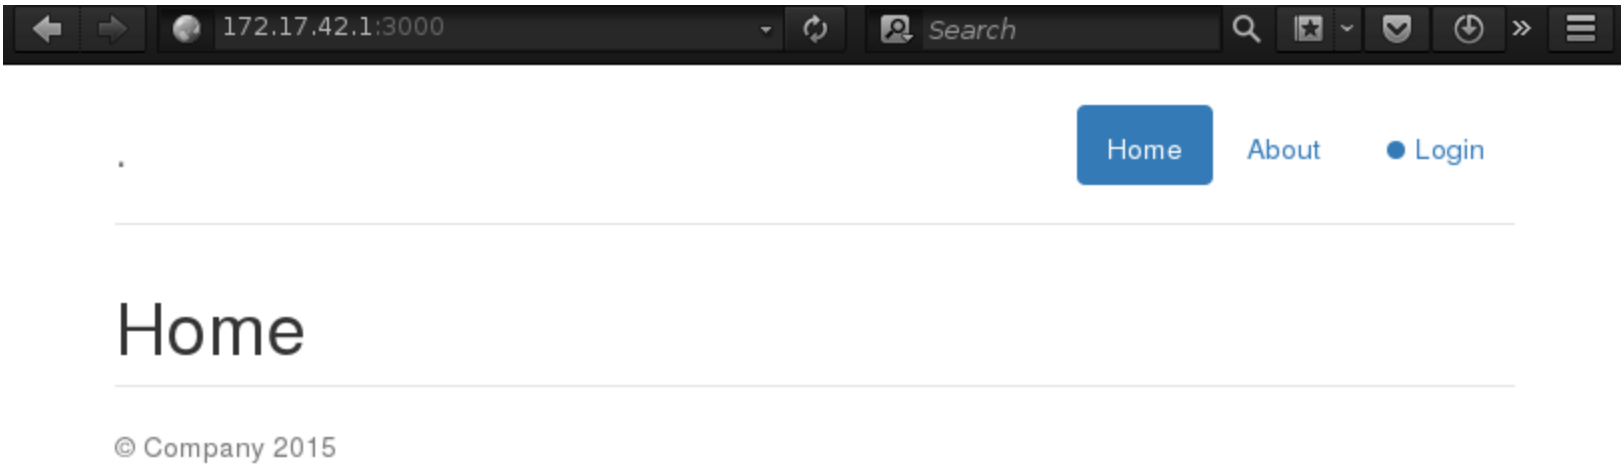 172.17.42.1:3000 Search
Home About Login
.
Home
© Company 2015